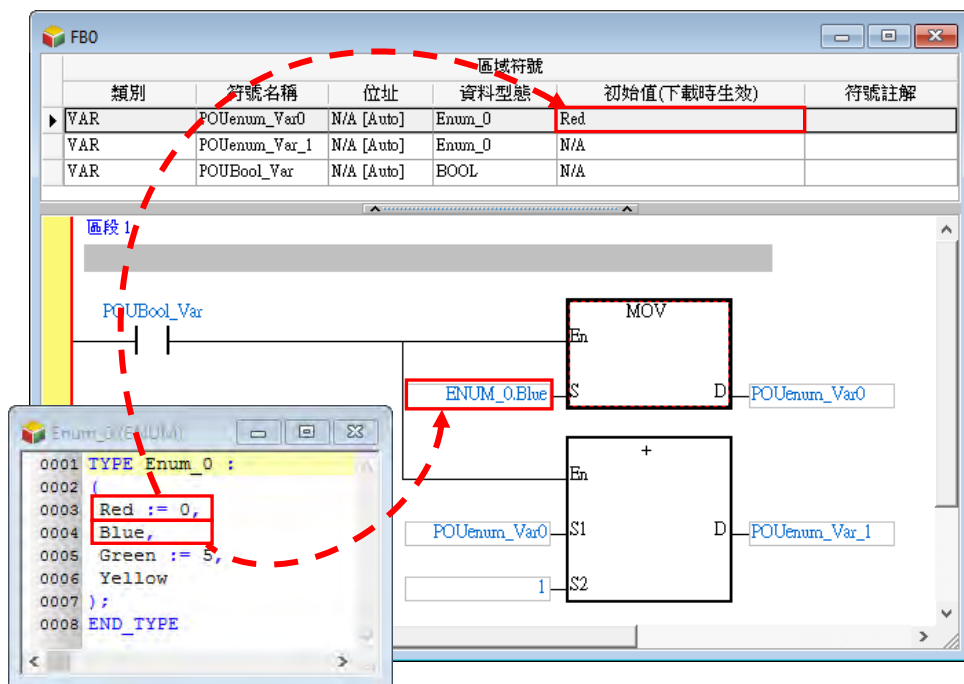 FB0
區域符號
類別 符號名稱 位址 資料型態 初始值(下載時生效) 符號註解
VAR POUenum_Var0 N/A [Auto] Enum_0 Red
VAR POUenum_Var_1 N/A [Auto] Enum_0 N/A
VAR POUBool_Var N/A [Auto] BOOL N/A
區段 1
POUBool_Var
MOV
En
ENUM_0.Blue S D POUenum_Var0
+
En
POUenum_Var0 S1 D POUenum_Var_1
1 S2
Enum_0 (ENUM)
0001 TYPE Enum_0 :
0002 (
0003 Red := 0,
0004 Blue,
0005 Green := 5,
0006 Yellow
0007 );
0008 END_TYPE